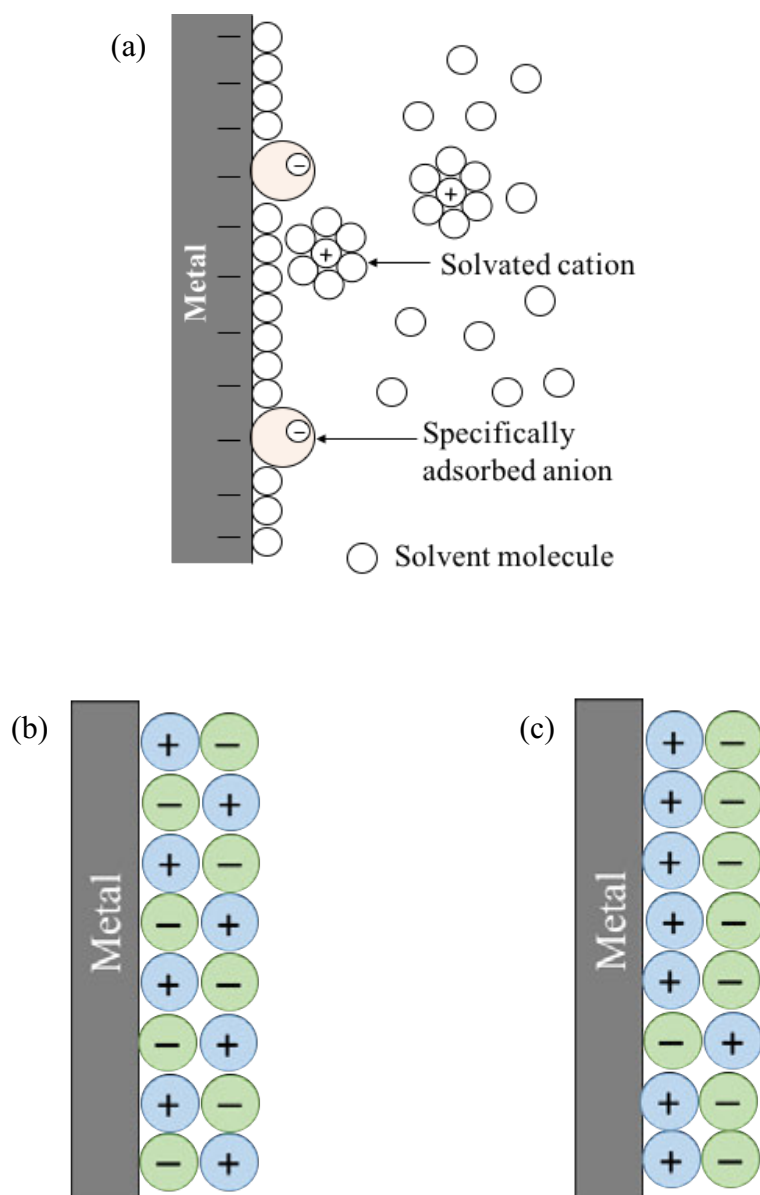 (a)
Metal
Solvated cation
Specifically
adsorbed anion
Solvent molecule
(b)
Metal
+ −
− +
+ −
− +
+ −
− +
+ −
− +
(c)
Metal
+ −
+ −
+ −
+ −
+ −
− +
+ −
+ −